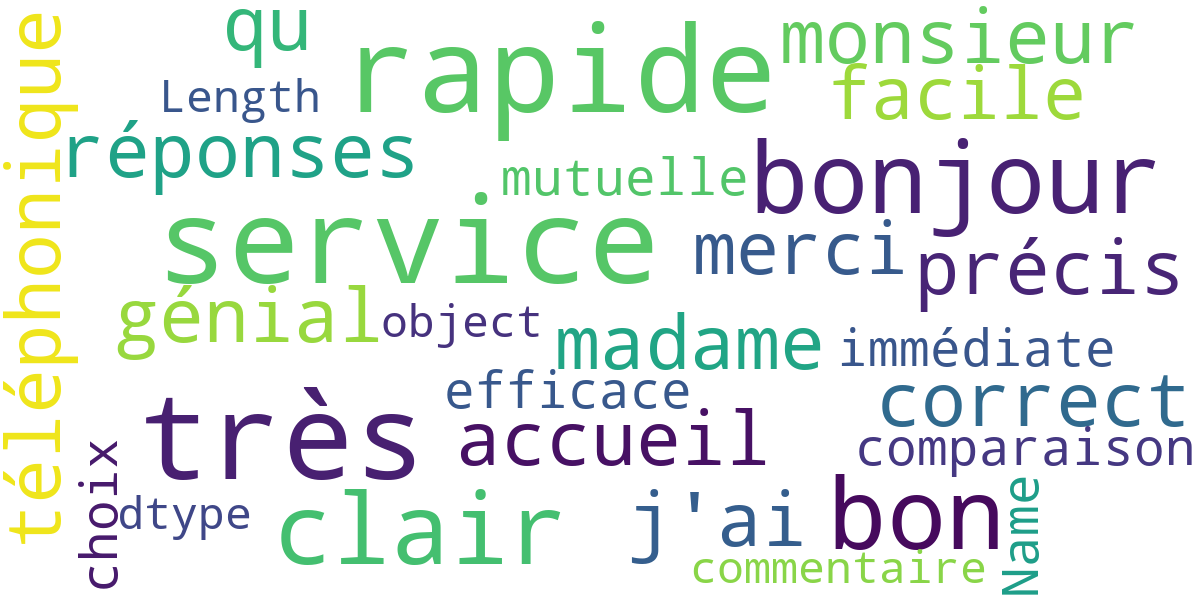 téléphonique
qu
rapide
monsieur
Length
facile
réponses
mutuelle
bonjour
service
merci
précis
génial
object
madame
immédiate
efficace
correct
très
accueil
comparaison
choix
dtype
clair
j'ai
bon
Name
commentaire